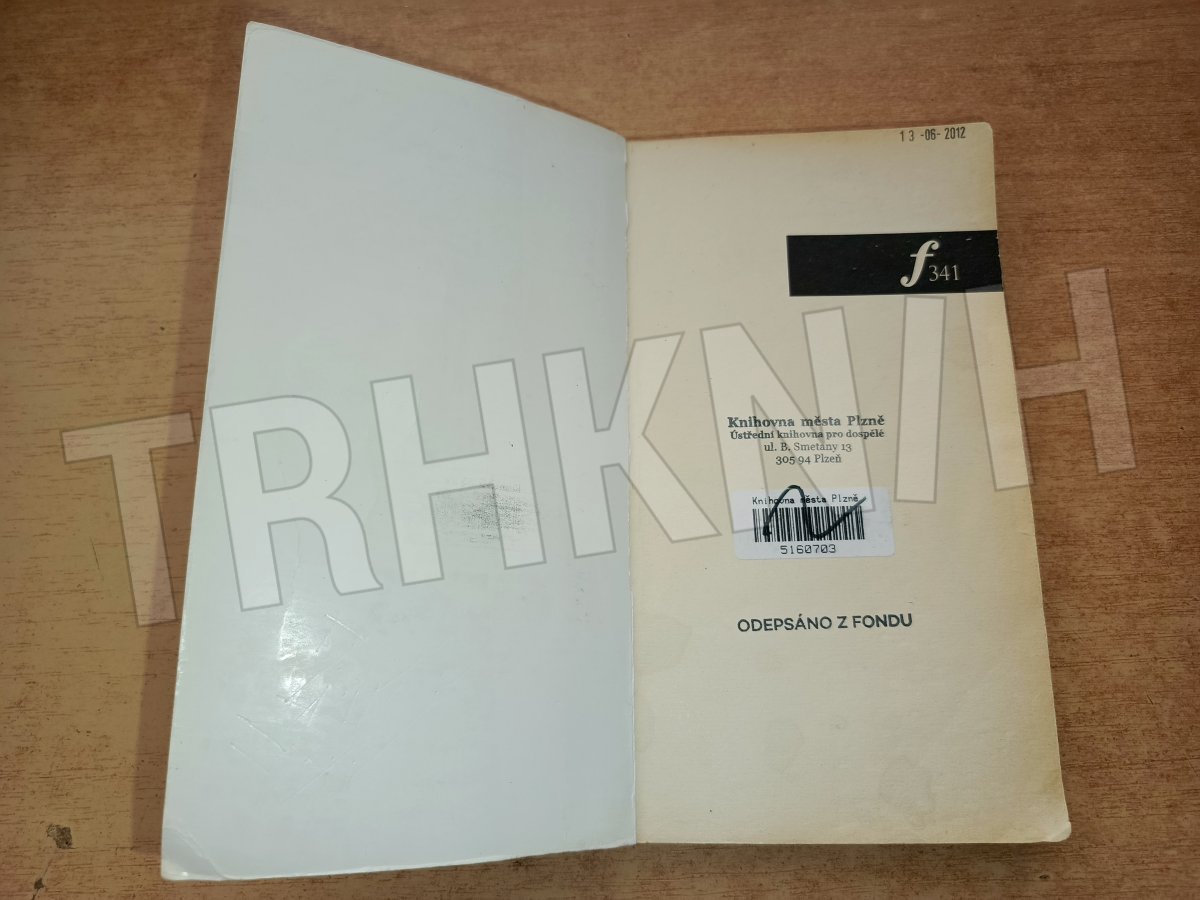 13-06-2012
f 341
TRHKNIH
Knihovna města Plzně
Ústřední knihovna pro dospělé
ul. B. Smetany 13
305 94 Plzeň
Knihovna města Plzně
5160703
ODEPSÁNO Z FONDU